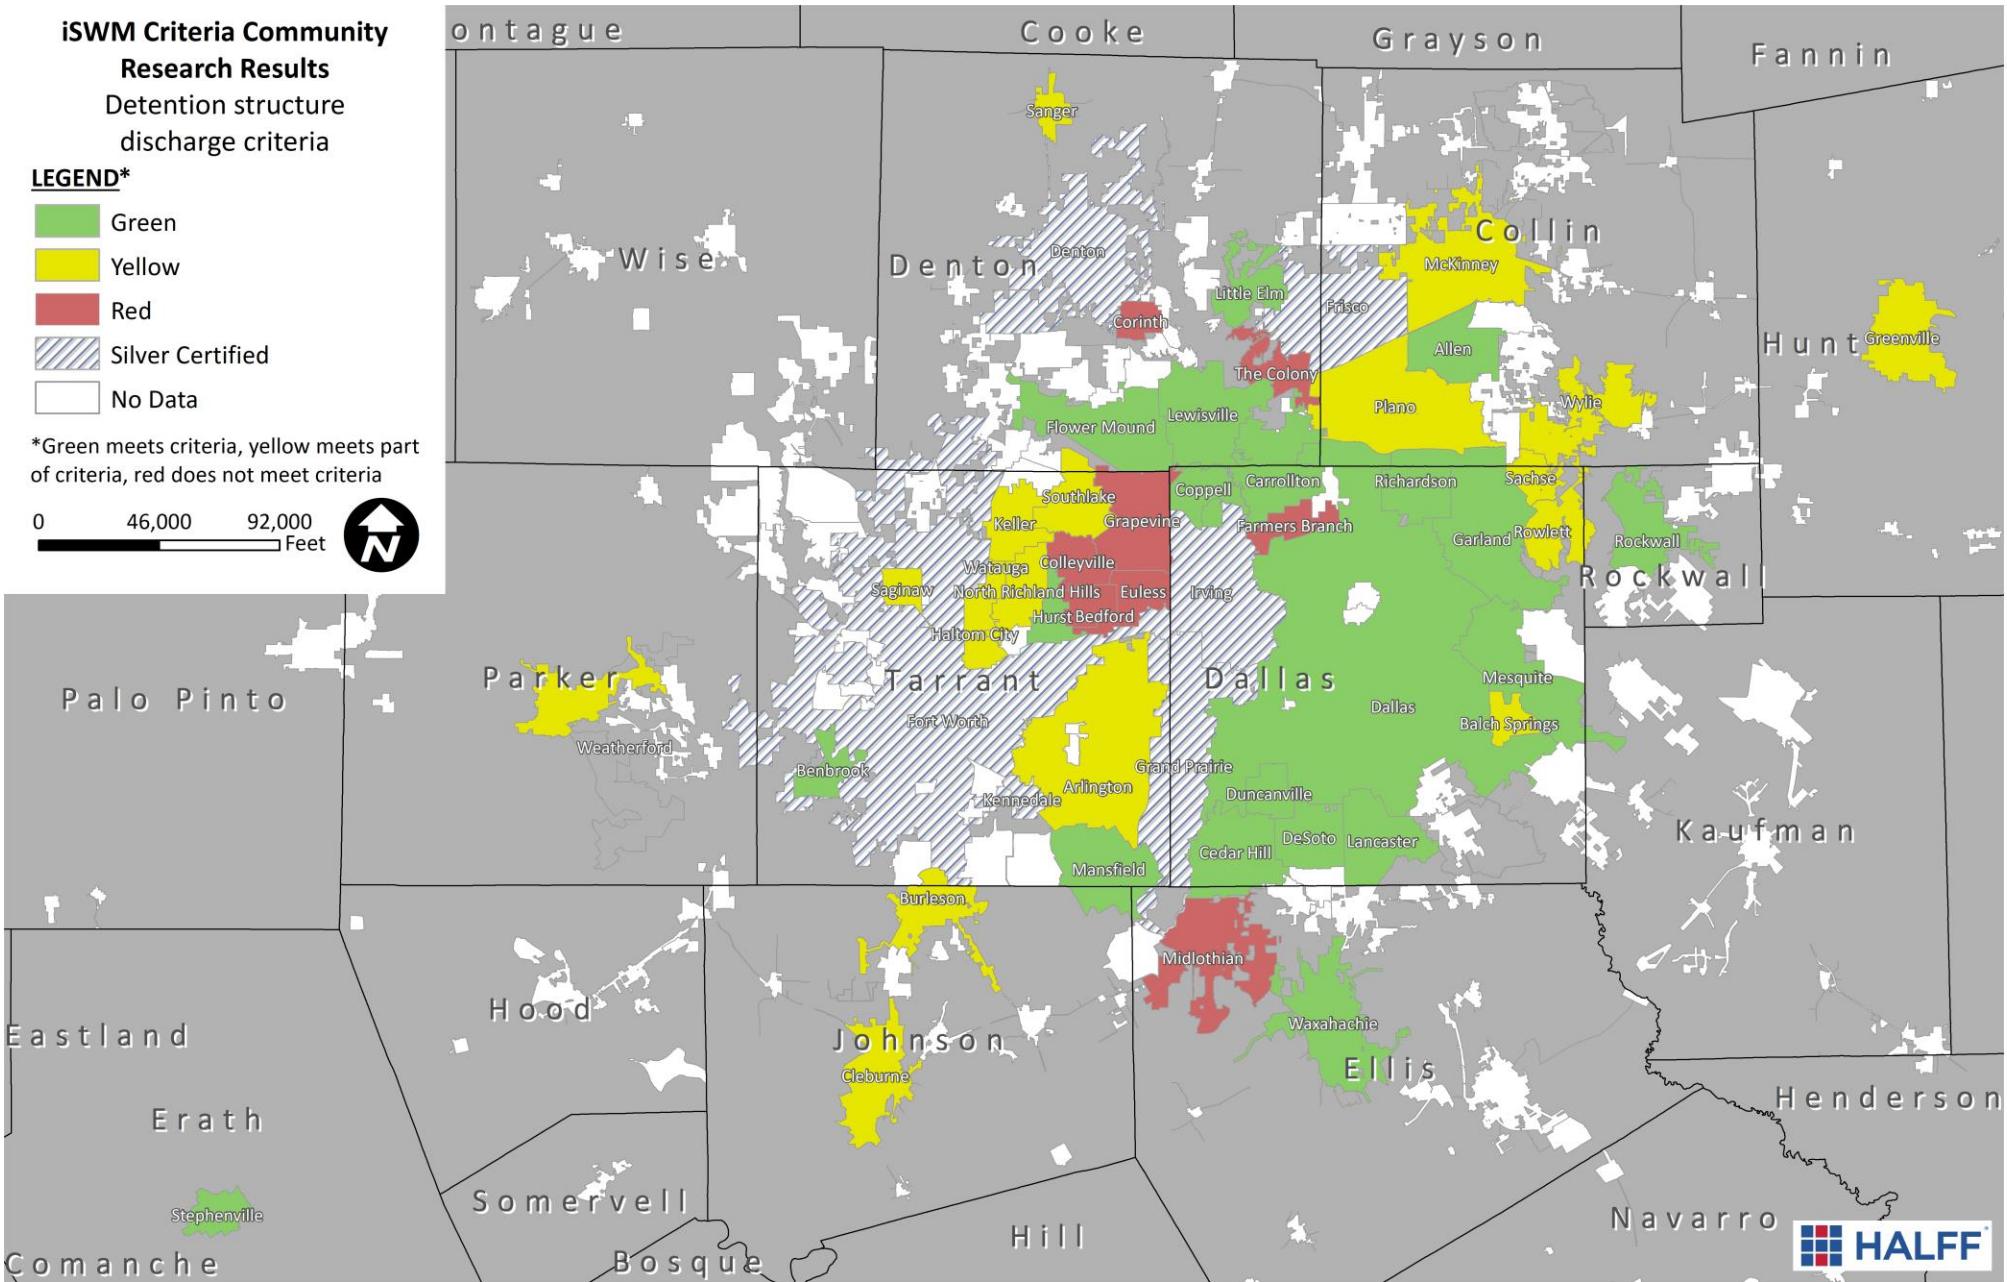 iSWM Criteria Community
Research Results
Detention structure
discharge criteria
LEGEND*
Green
Yellow
Red
Silver Certified
No Data
*Green meets criteria, yellow meets part
of criteria, red does not meet criteria
0 46,000 92,000
Feet
N
ontague
Cooke
Grayson
Fannin
Sanger
Wise
Denton
Denton
Collin
McKinney
Little Elm
Frisco
Corinth
Hunt
Greenville
Allen
The Colony
Plano
Wylie
Flower Mound
Lewisville
Southlake
Coppell
Carrollton
Richardson
Sachse
Keller
Grapevine
Farmers Branch
Garland
Rowlett
Rockwall
Rockwall
Watauga
Colleyville
Saginaw
North Richland Hills
Euless
Irving
Hurst
Bedford
Haltom City
Parker
Tarrant
Dallas
Mesquite
Palo Pinto
Fort Worth
Dallas
Balch Springs
Weatherford
Benbrook
Grand Prairie
Kennedale
Arlington
Duncanville
Kaufman
Mansfield
Cedar Hill
DeSoto
Lancaster
Burleson
Midlothian
Hood
Waxahachie
Eastland
Johnson
Cleburne
Ellis
Erath
Henderson
Stephenville
Somervell
Hill
Navarro
Comanche
Bosque
HALFF